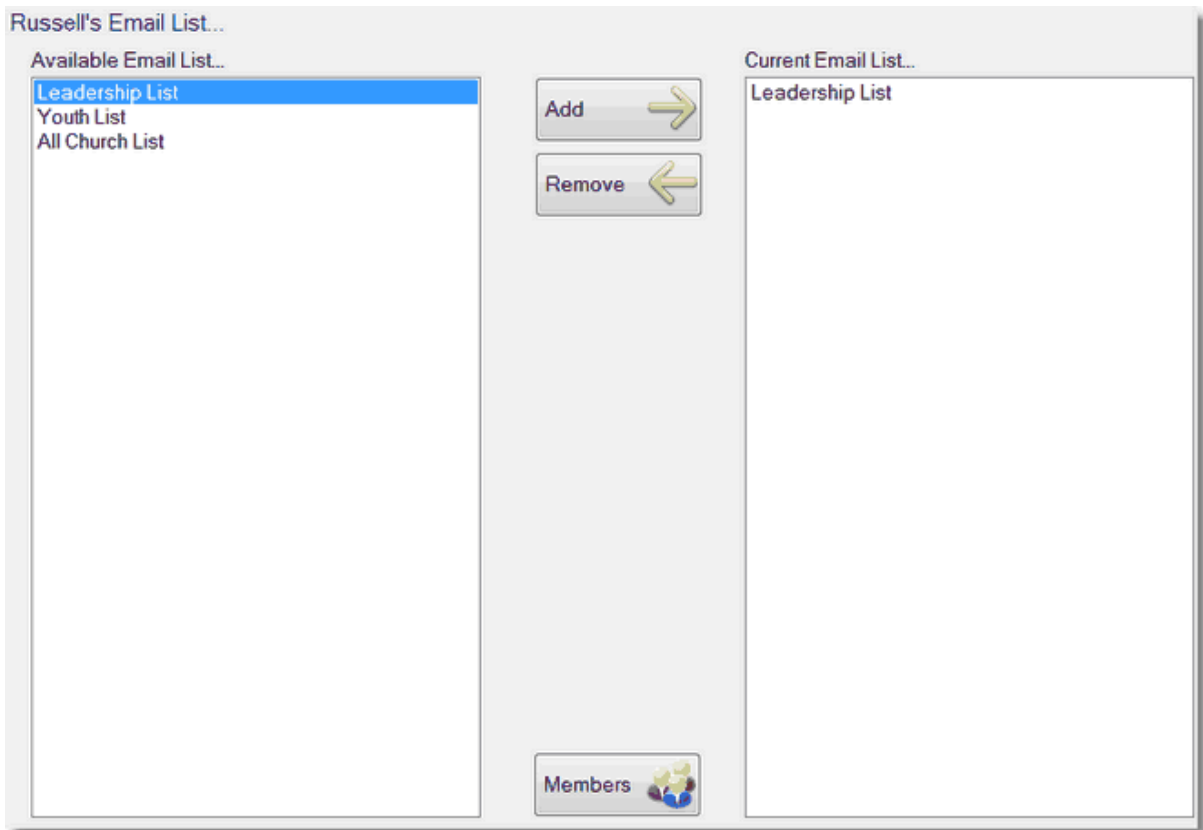 Russell's Email List...
Available Email List...
Leadership List
Youth List
All Church List
Add
Remove
Members
Current Email List...
Leadership List